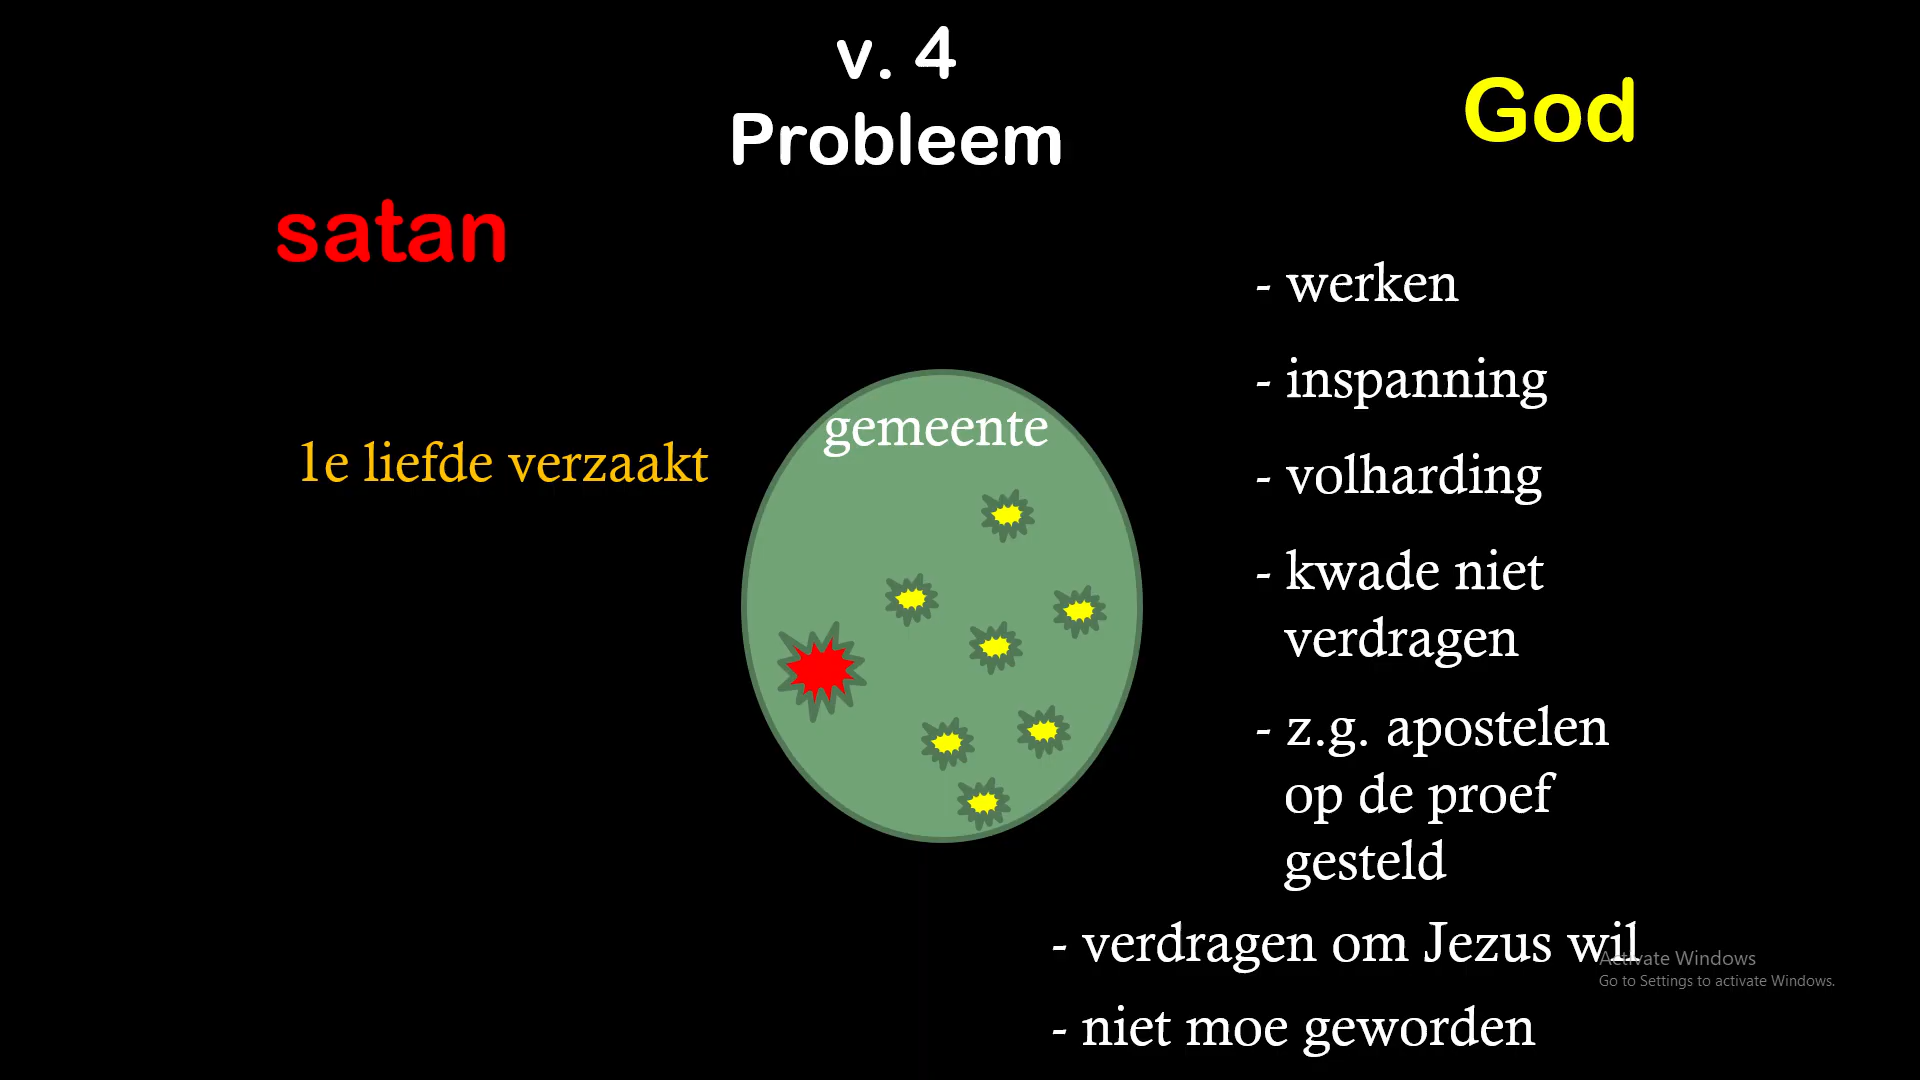 v. 4
Probleem
God
satan
- werken
- inspanning
gemeente
1e liefde verzaakt
- volharding
- kwade niet
verdragen
- z.g. apostelen
op de proef
gesteld
- verdragen om Jezus wil
Activate Windows
Go to Settings to activate Windows.
- niet moe geworden